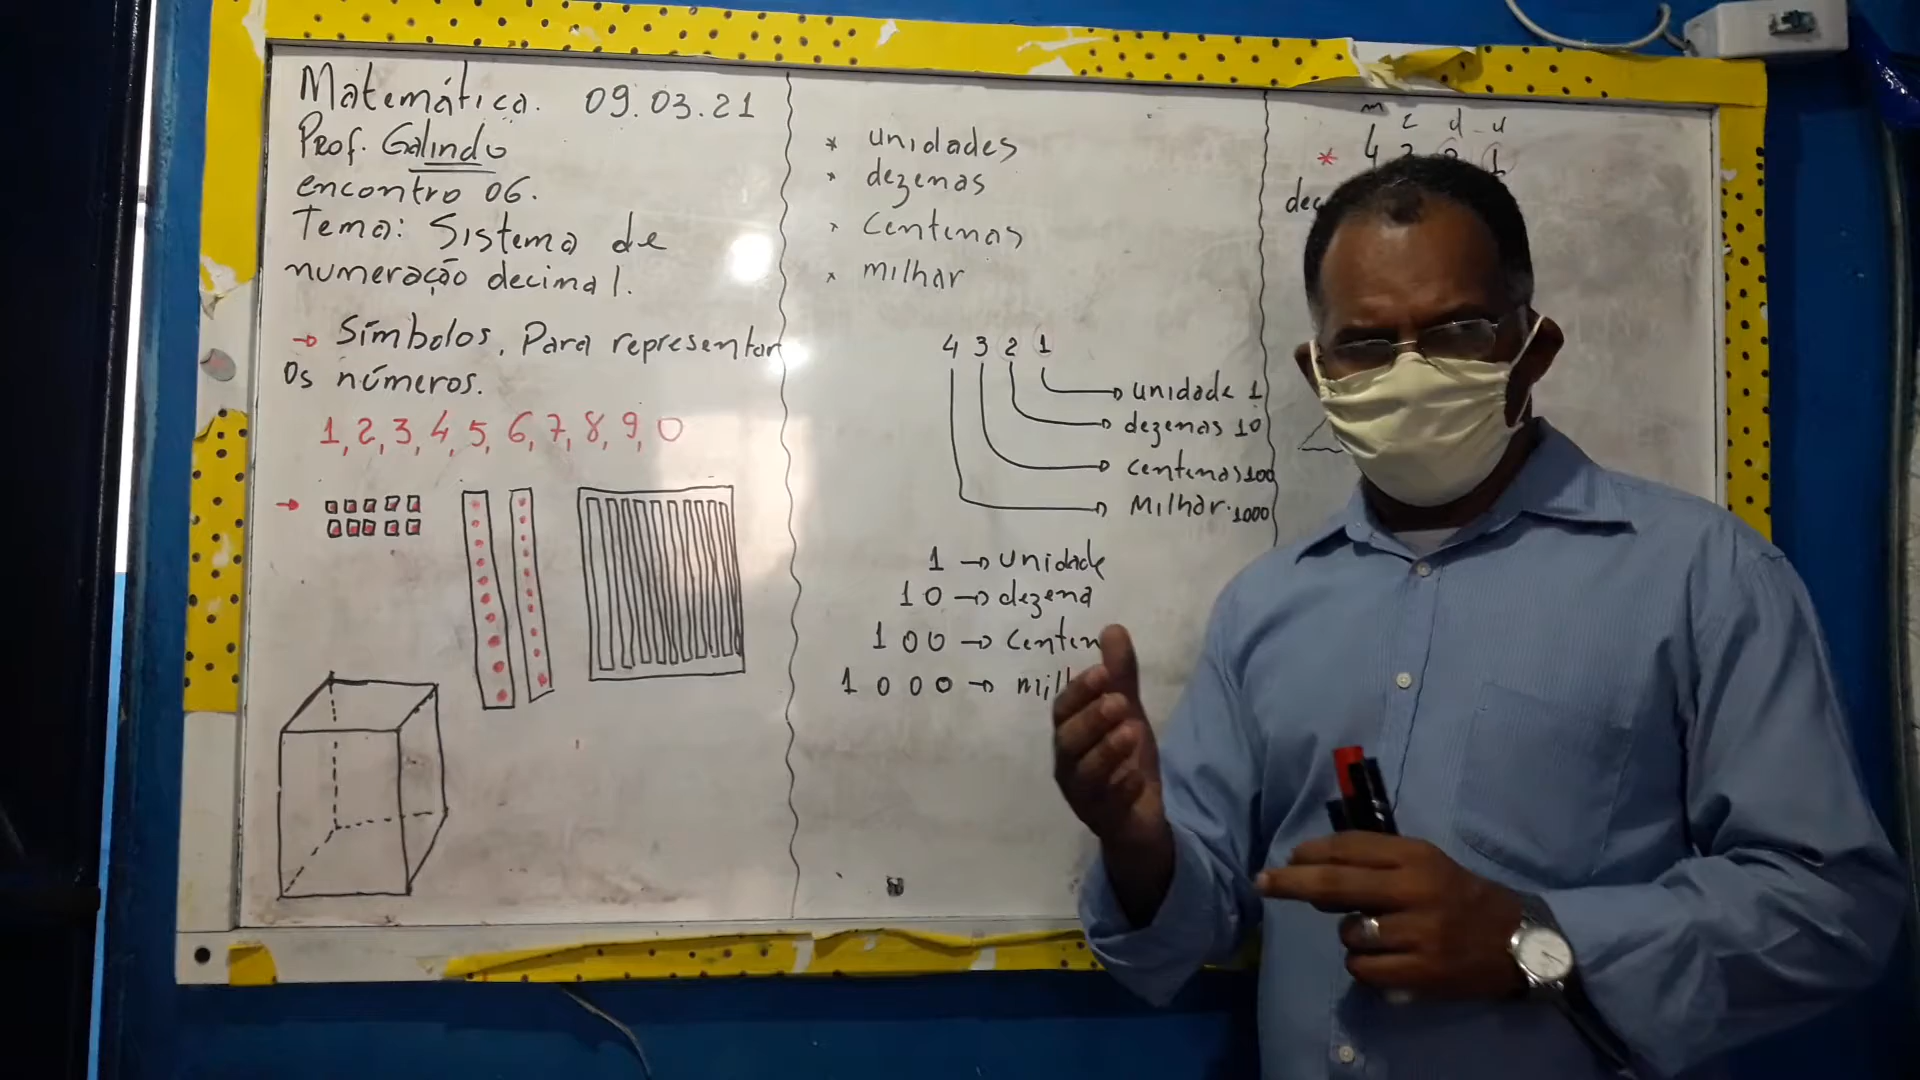 Matemática. 09.03.21
Prof. Galindo
encontro 06.
Tema: Sistema de
numeração decimal.
→ Símbolos, Para representar
Os números.
1, 2, 3, 4, 5, 6, 7, 8, 9, 0
* unidades
* dezenas
* Centenas
* milhar
4 3 2 1
→ unidade 1
→ dezenas 10
→ Centenas 100
→ Milhar. 1000
1 → unidade
10 → dezena
100 →
1000 →
m c d u
* 4 1